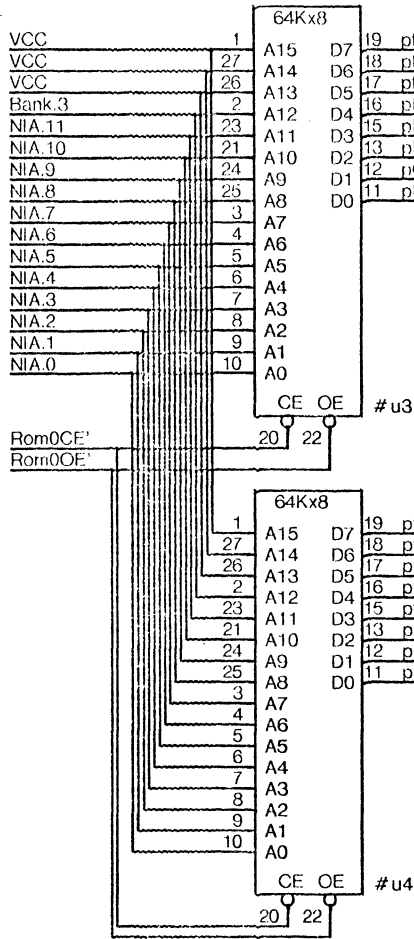 64Kx8
VCC 1 A15 D7 19
VCC 27 A14 D6 18
VCC 26 A13 D5 17
Bank.3 2 A12 D4 16
NIA.11 23 A11 D3 15
NIA.10 21 A10 D2 13
NIA.9 24 A9 D1 12
NIA.8 25 A8 D0 11
NIA.7 3 A7
NIA.6 4 A6
NIA.5 5 A5
NIA.4 6 A4
NIA.3 7 A3
NIA.2 8 A2
NIA.1 9 A1
NIA.0 10 A0
CE OE #u3
Rom0CE' 20 22
Rom0OE'
64Kx8
1 A15 D7 19
27 A14 D6 18
26 A13 D5 17
2 A12 D4 16
23 A11 D3 15
21 A10 D2 13
24 A9 D1 12
25 A8 D0 11
3 A7
4 A6
5 A5
6 A4
7 A3
8 A2
9 A1
10 A0
CE OE #u4
20 22